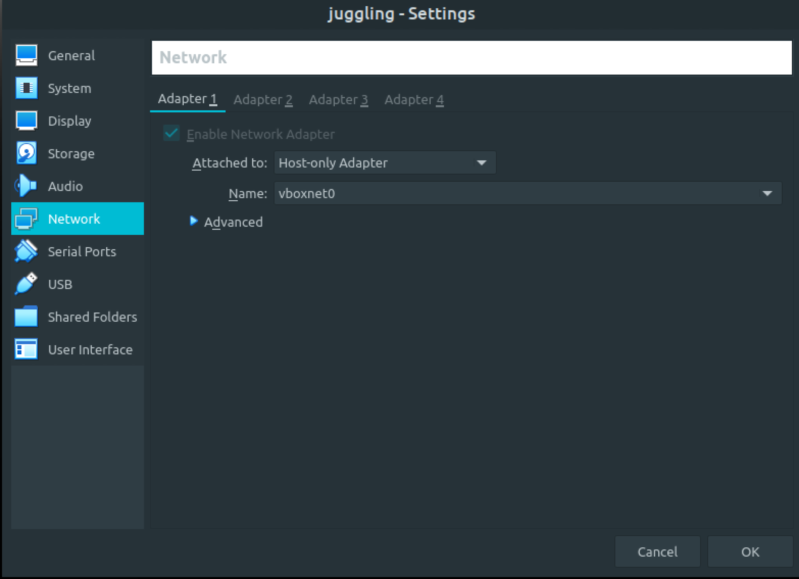 juggling - Settings
General
System
Display
Storage
Audio
Network
Serial Ports
USB
Shared Folders
User Interface
Network
Adapter 1 Adapter 2 Adapter 3 Adapter 4
Enable Network Adapter
Attached to: Host-only Adapter
Name: vboxnet0
Advanced
Cancel OK